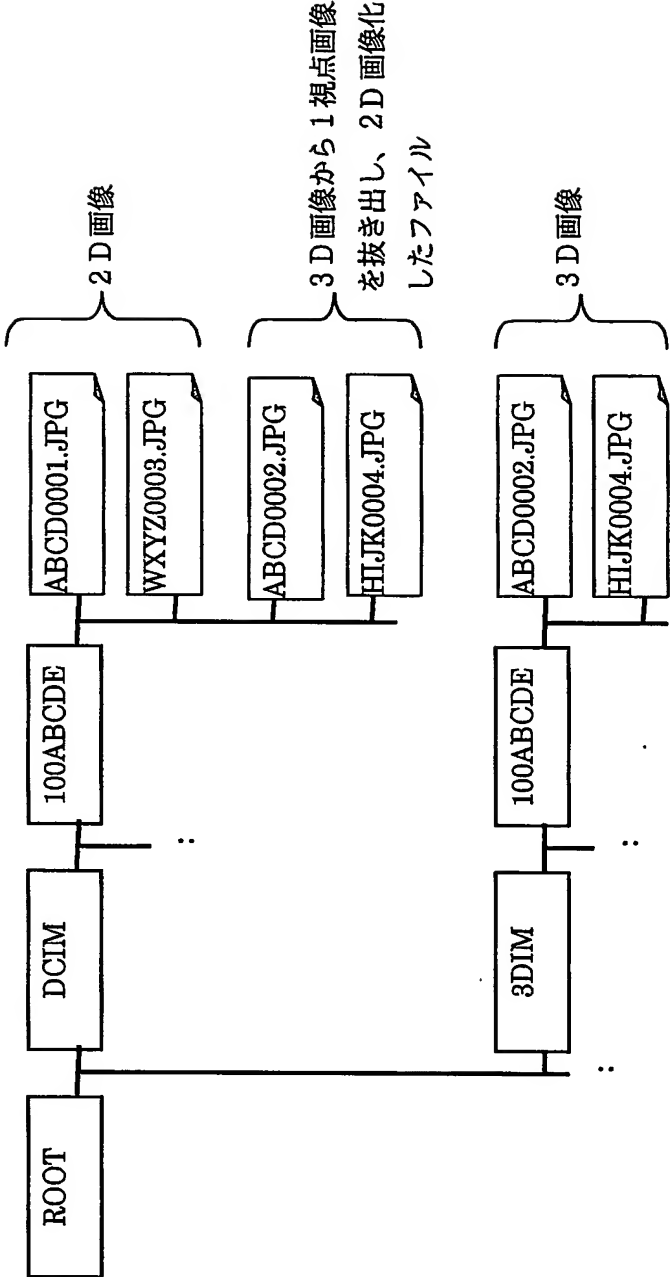 ROOT
DCIM
100ABCDE
ABCD0001.JPG
WXYZ0003.JPG
2D画像
ABCD0002.JPG
HIJK0004.JPG
3D画像から1視点画像
を抜き出し、2D画像化
したファイル
3DIM
100ABCDE
ABCD0002.JPG
HIJK0004.JPG
3D画像